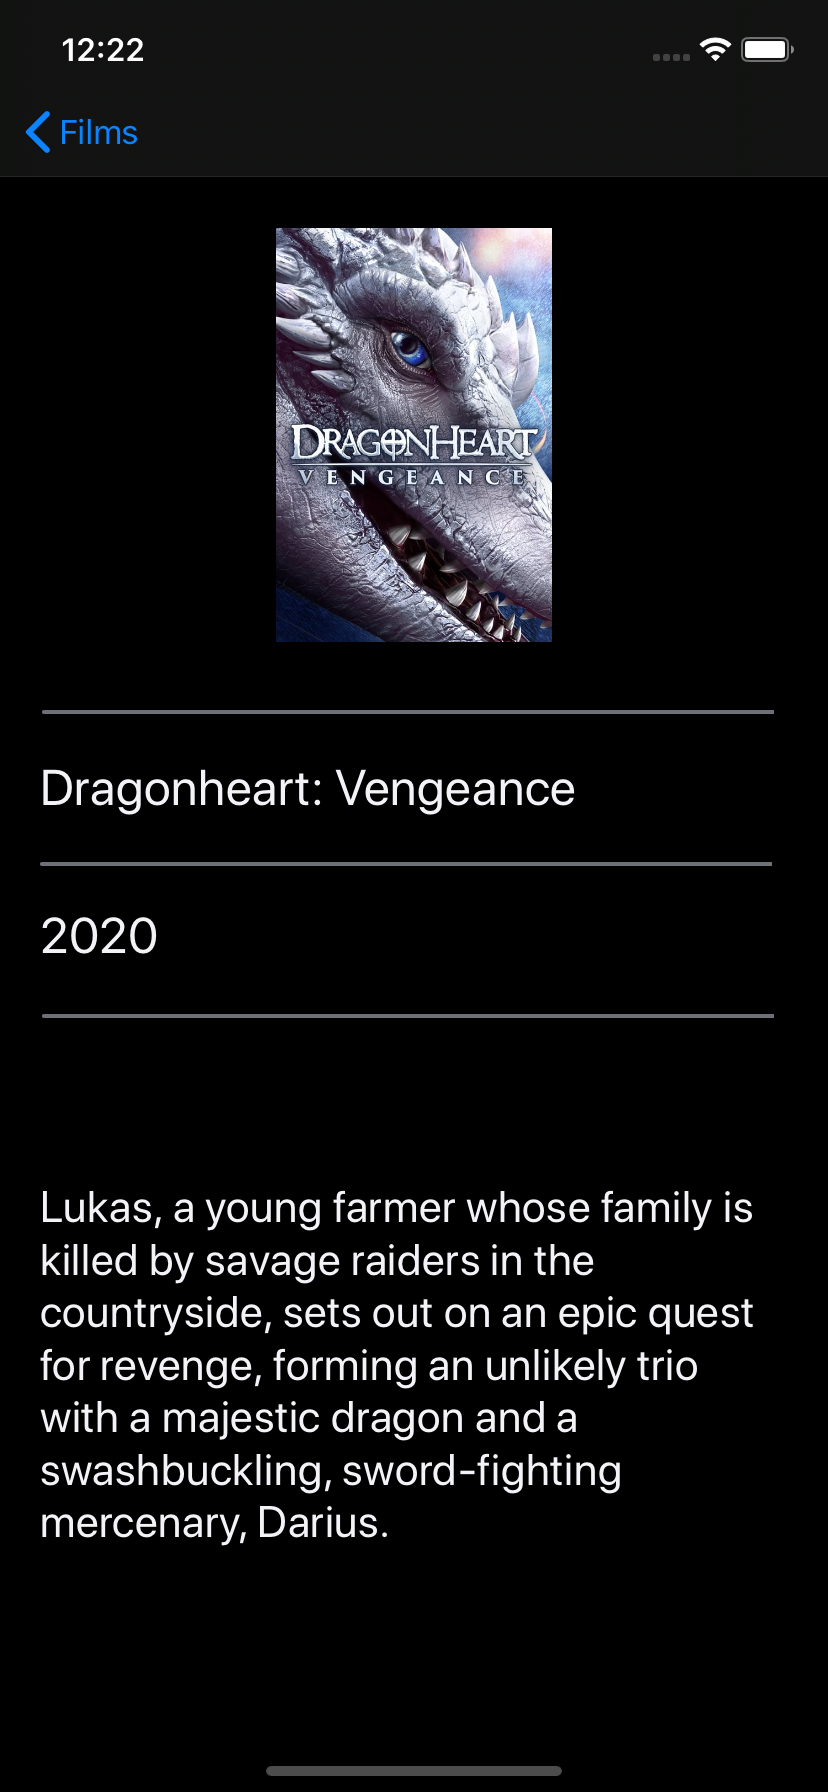 12:22
Films
DRAGONHEART
VENGEANCE
Dragonheart: Vengeance
2020
Lukas, a young farmer whose family is
killed by savage raiders in the
countryside, sets out on an epic quest
for revenge, forming an unlikely trio
with a majestic dragon and a
swashbuckling, sword-fighting
mercenary, Darius.